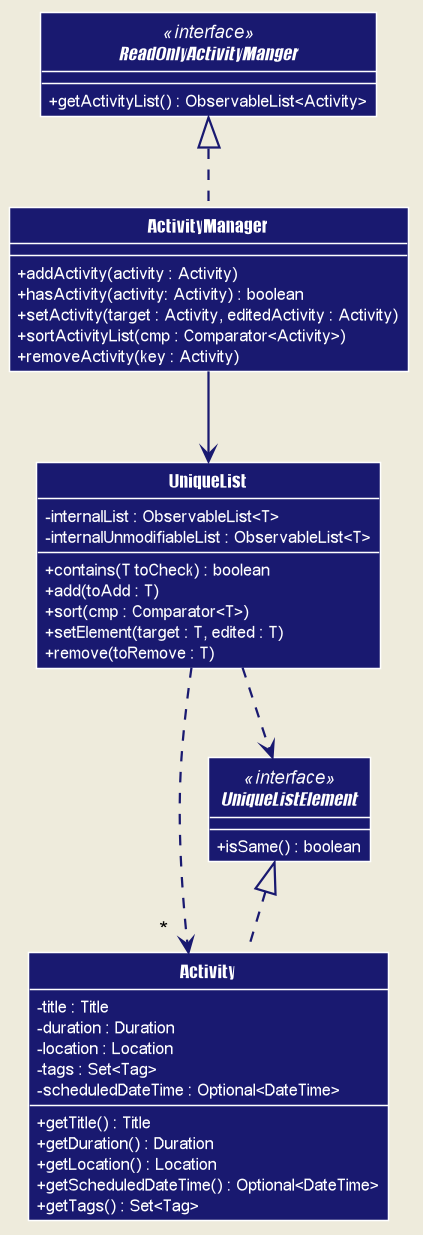 «interface»
ReadOnlyActivityManger
+getActivityList() : ObservableList<Activity>
ActivityManager
+addActivity(activity : Activity)
+hasActivity(activity: Activity) : boolean
+setActivity(target : Activity, editedActivity : Activity)
+sortActivityList(cmp : Comparator<Activity>)
+removeActivity(key : Activity)
UniqueList
-internalList : ObservableList<T>
-internalUnmodifiableList : ObservableList<T>
+contains(T toCheck) : boolean
+add(toAdd : T)
+sort(cmp : Comparator<T>)
+setElement(target : T, edited : T)
+remove(toRemove : T)
«interface»
UniqueListElement
+isSame() : boolean
*
Activity
-title : Title
-duration : Duration
-location : Location
-tags : Set<Tag>
-scheduledDateTime : Optional<DateTime>
+getTitle() : Title
+getDuration() : Duration
+getLocation() : Location
+getScheduledDateTime() : Optional<DateTime>
+getTags() : Set<Tag>